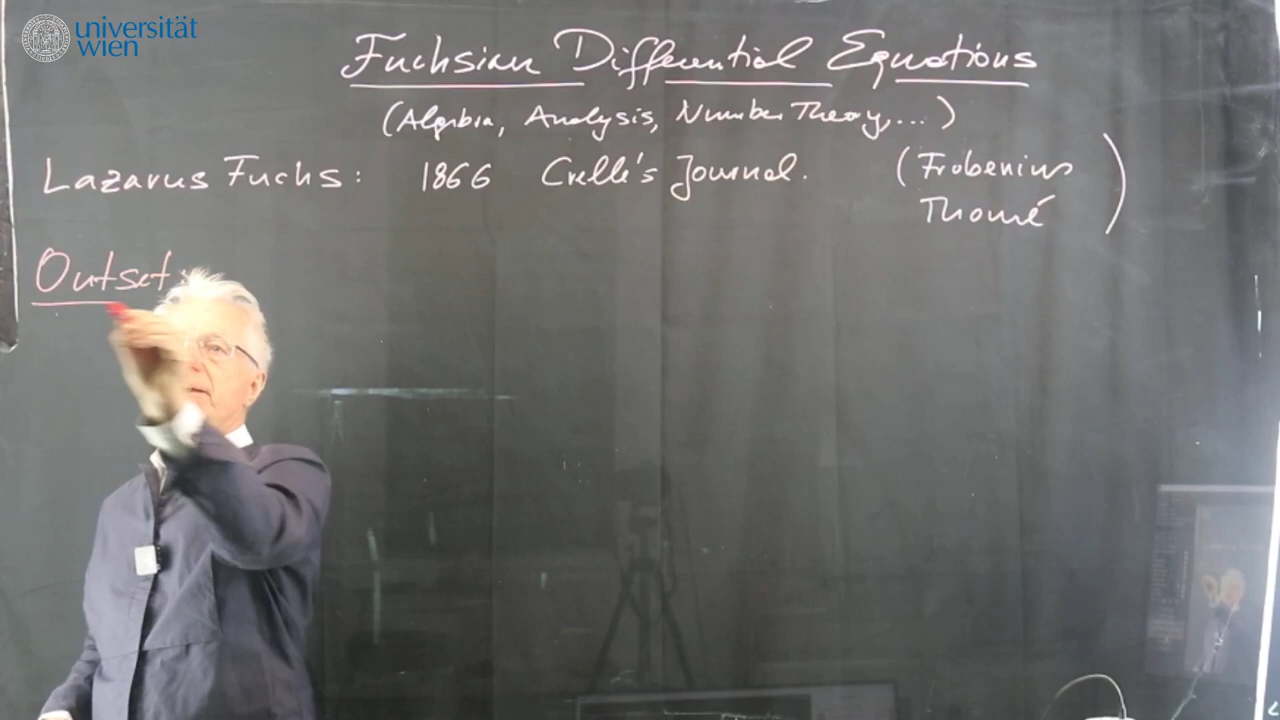 universität
wien
Fuchsian Differential Equations
(Algebra, Analysis, Number Theory, ...)
Lazarus Fuchs: 1866 Crelle's Journal. (Frobenius
Thomé)
Outset: